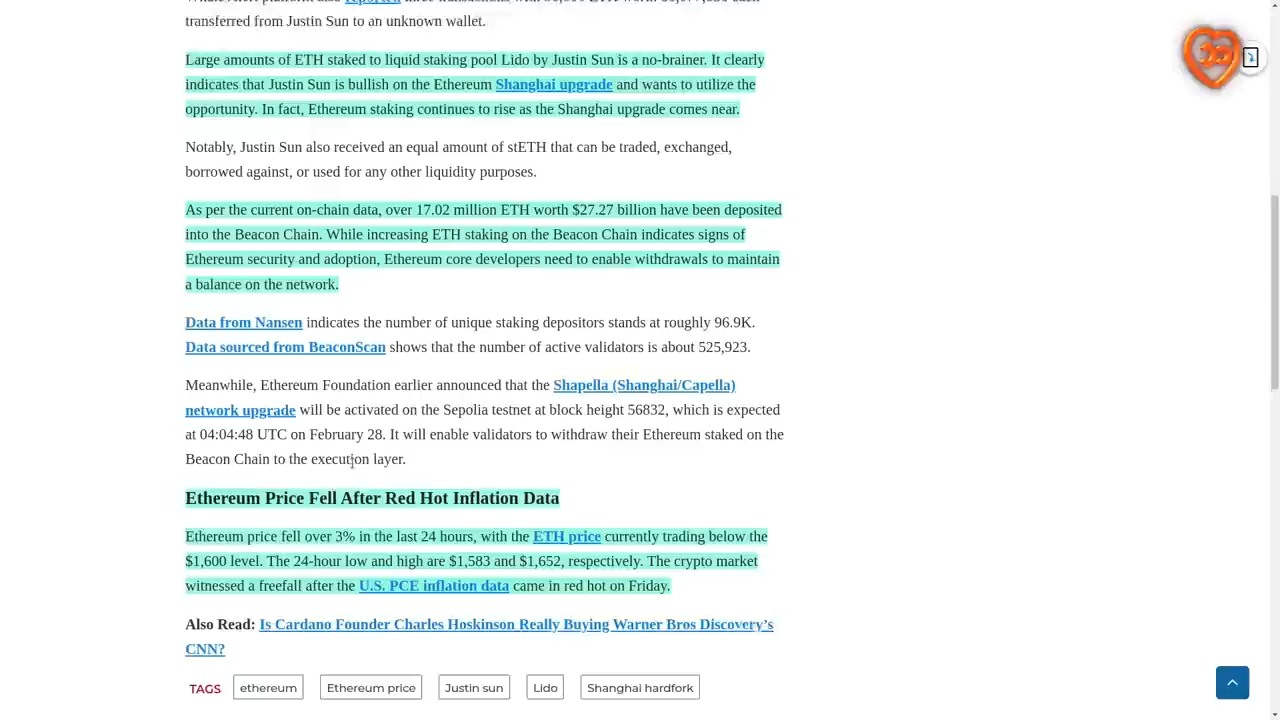 transferred from Justin Sun to an unknown wallet.
Large amounts of ETH staked to liquid staking pool Lido by Justin Sun is a no-brainer. It clearly
indicates that Justin Sun is bullish on the Ethereum Shanghai upgrade and wants to utilize the
opportunity. In fact, Ethereum staking continues to rise as the Shanghai upgrade comes near.
Notably, Justin Sun also received an equal amount of stETH that can be traded, exchanged,
borrowed against, or used for any other liquidity purposes.
As per the current on-chain data, over 17.02 million ETH worth $27.27 billion have been deposited
into the Beacon Chain. While increasing ETH staking on the Beacon Chain indicates signs of
Ethereum security and adoption, Ethereum core developers need to enable withdrawals to maintain
a balance on the network.
Data from Nansen indicates the number of unique staking depositors stands at roughly 96.9K.
Data sourced from BeaconScan shows that the number of active validators is about 525,923.
Meanwhile, Ethereum Foundation earlier announced that the Shapella (Shanghai/Capella)
network upgrade will be activated on the Sepolia testnet at block height 56832, which is expected
at 04:04:48 UTC on February 28. It will enable validators to withdraw their Ethereum staked on the
Beacon Chain to the execution layer.
Ethereum Price Fell After Red Hot Inflation Data
Ethereum price fell over 3% in the last 24 hours, with the ETH price currently trading below the
$1,600 level. The 24-hour low and high are $1,583 and $1,652, respectively. The crypto market
witnessed a freefall after the U.S. PCE inflation data came in red hot on Friday.
Also Read: Is Cardano Founder Charles Hoskinson Really Buying Warner Bros Discovery's
CNN?
TAGS ethereum Ethereum price Justin sun Lido Shanghai hardfork